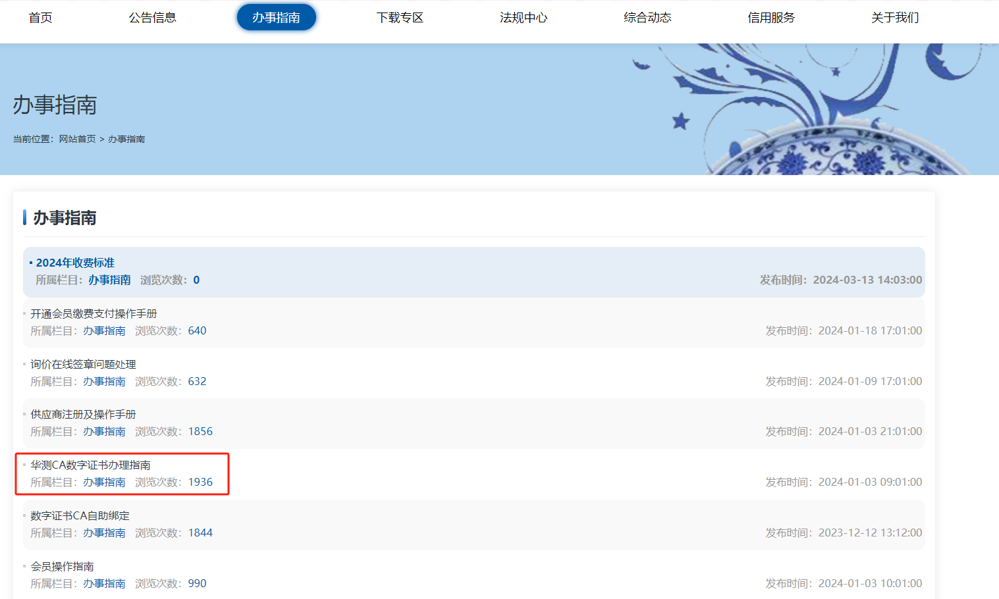 首页 公告信息 办事指南 下载专区 法规中心 综合动态 信用服务 关于我们
办事指南
当前位置：网站首页 > 办事指南
办事指南
2024年收费标准
所属栏目：办事指南 浏览次数：0 发布时间：2024-03-13 14:03:00
开通会员缴费支付操作手册
所属栏目：办事指南 浏览次数：640 发布时间：2024-01-18 17:01:00
询价在线签章问题处理
所属栏目：办事指南 浏览次数：632 发布时间：2024-01-09 17:01:00
供应商注册及操作手册
所属栏目：办事指南 浏览次数：1856 发布时间：2024-01-03 21:01:00
华测CA数字证书办理指南
所属栏目：办事指南 浏览次数：1936 发布时间：2024-01-03 09:01:00
数字证书CA自助绑定
所属栏目：办事指南 浏览次数：1844 发布时间：2023-12-12 13:12:00
会员操作指南
所属栏目：办事指南 浏览次数：990 发布时间：2024-01-03 10:01:00